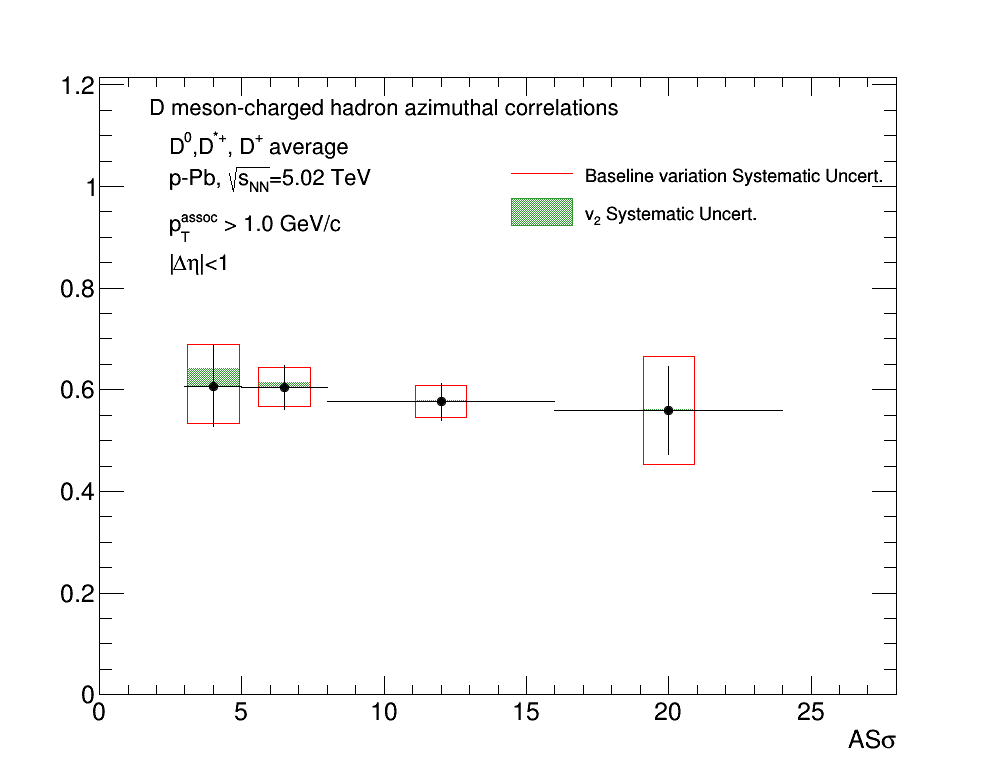 1.2
D meson-charged hadron azimuthal correlations
D⁰,D*⁺, D⁺ average
p-Pb, √sNN=5.02 TeV
1
Baseline variation Systematic Uncert.
v₂ Systematic Uncert.
pTassoc > 1.0 GeV/c
|Δη|<1
0.8
0.6
0.4
0.2
0
0 5 10 15 20 25
ASσ